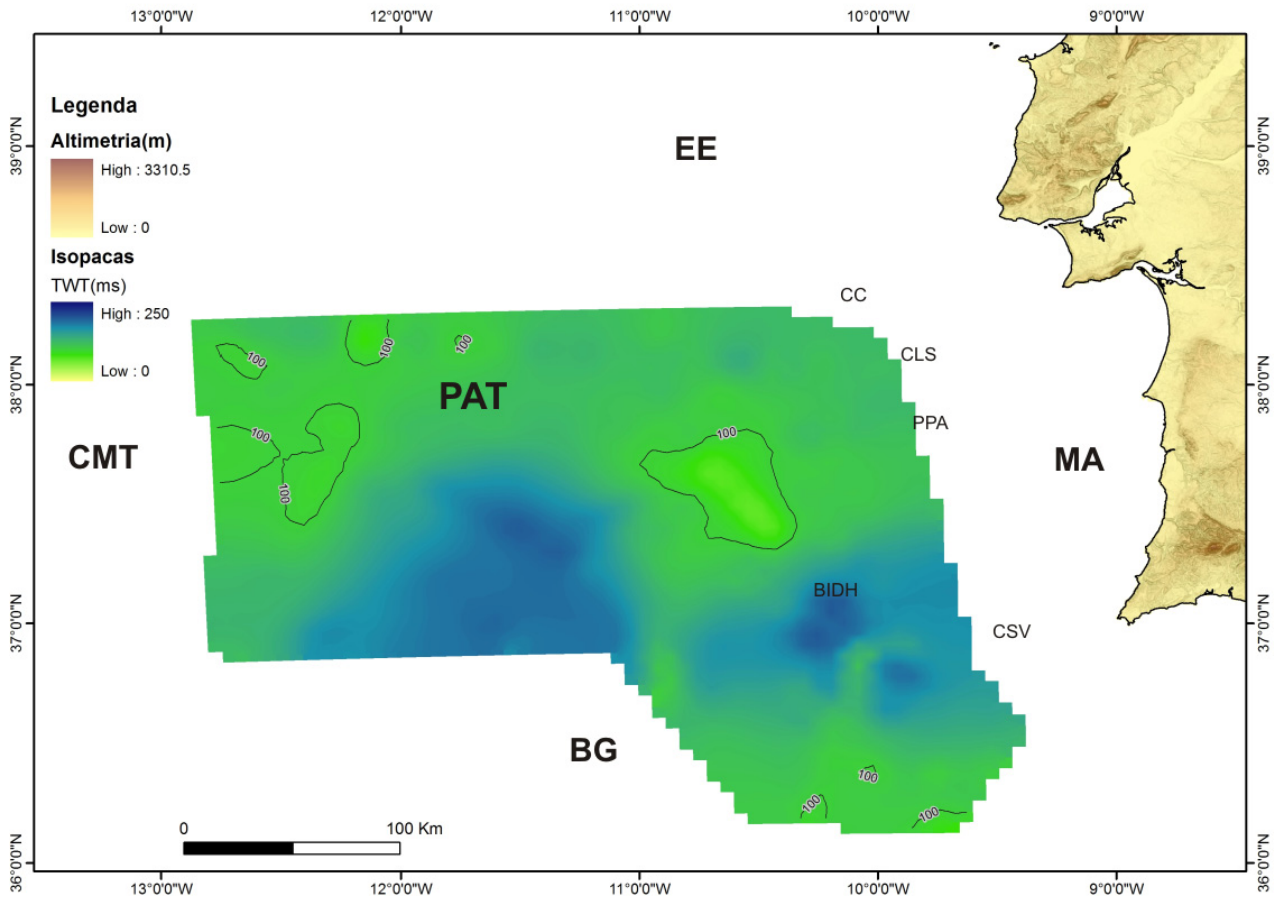 13°0'0"W
12°0'0"W
11°0'0"W
10°0'0"W
9°0'0"W
39°0'0"N
38°0'0"N
37°0'0"N
36°0'0"N
39°0'0"N
38°0'0"N
37°0'0"N
36°0'0"N
Legenda
Altimetria(m)
High : 3310.5
Low : 0
Isopacas
TWT(ms)
High : 250
Low : 0
EE
CC
CLS
PAT
PPA
CMT
MA
BIDH
CSV
BG
100
100
100
100
100
100
100
100
100
0 100 Km
13°0'0"W
12°0'0"W
11°0'0"W
10°0'0"W
9°0'0"W